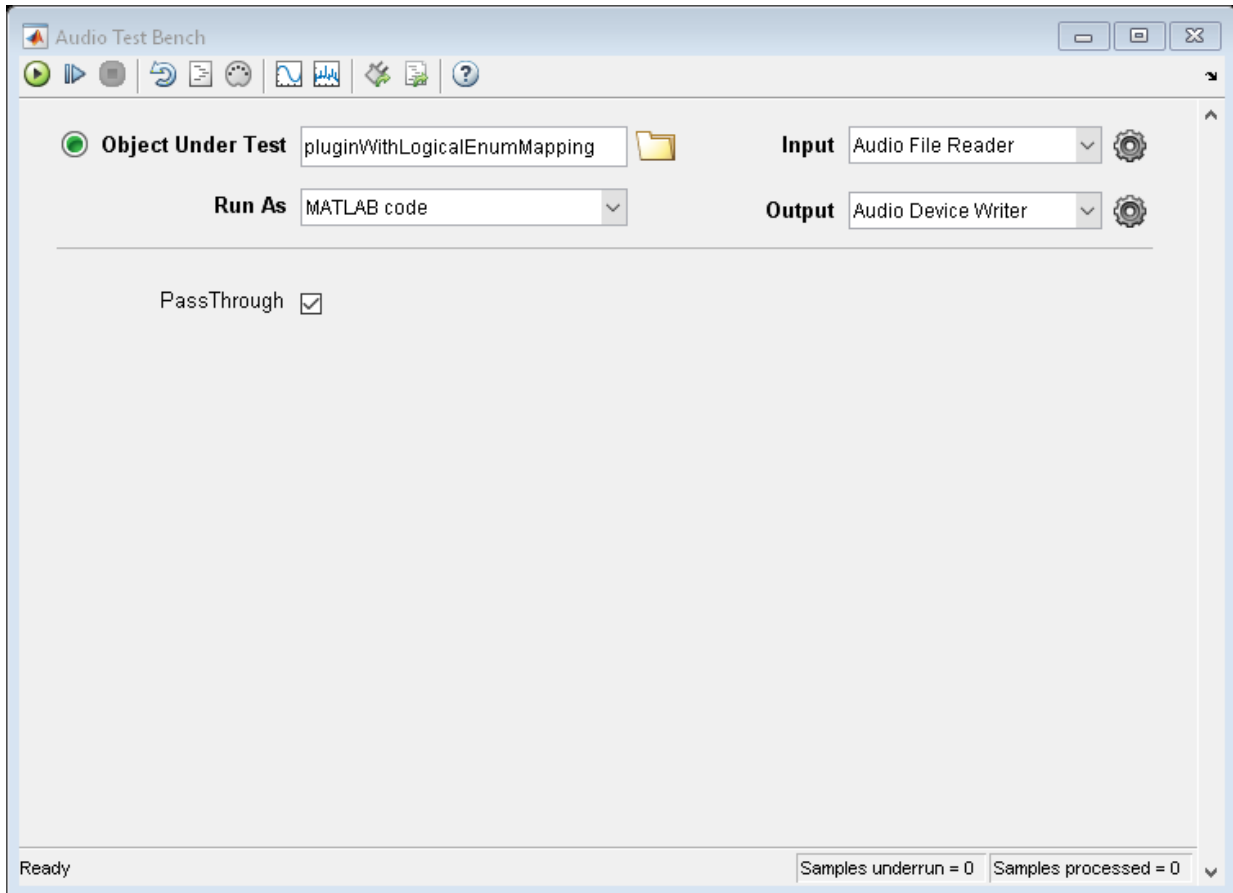 Audio Test Bench
Object Under Test pluginWithLogicalEnumMapping Input Audio File Reader
Run As MATLAB code Output Audio Device Writer
PassThrough
Ready Samples underrun = 0 Samples processed = 0